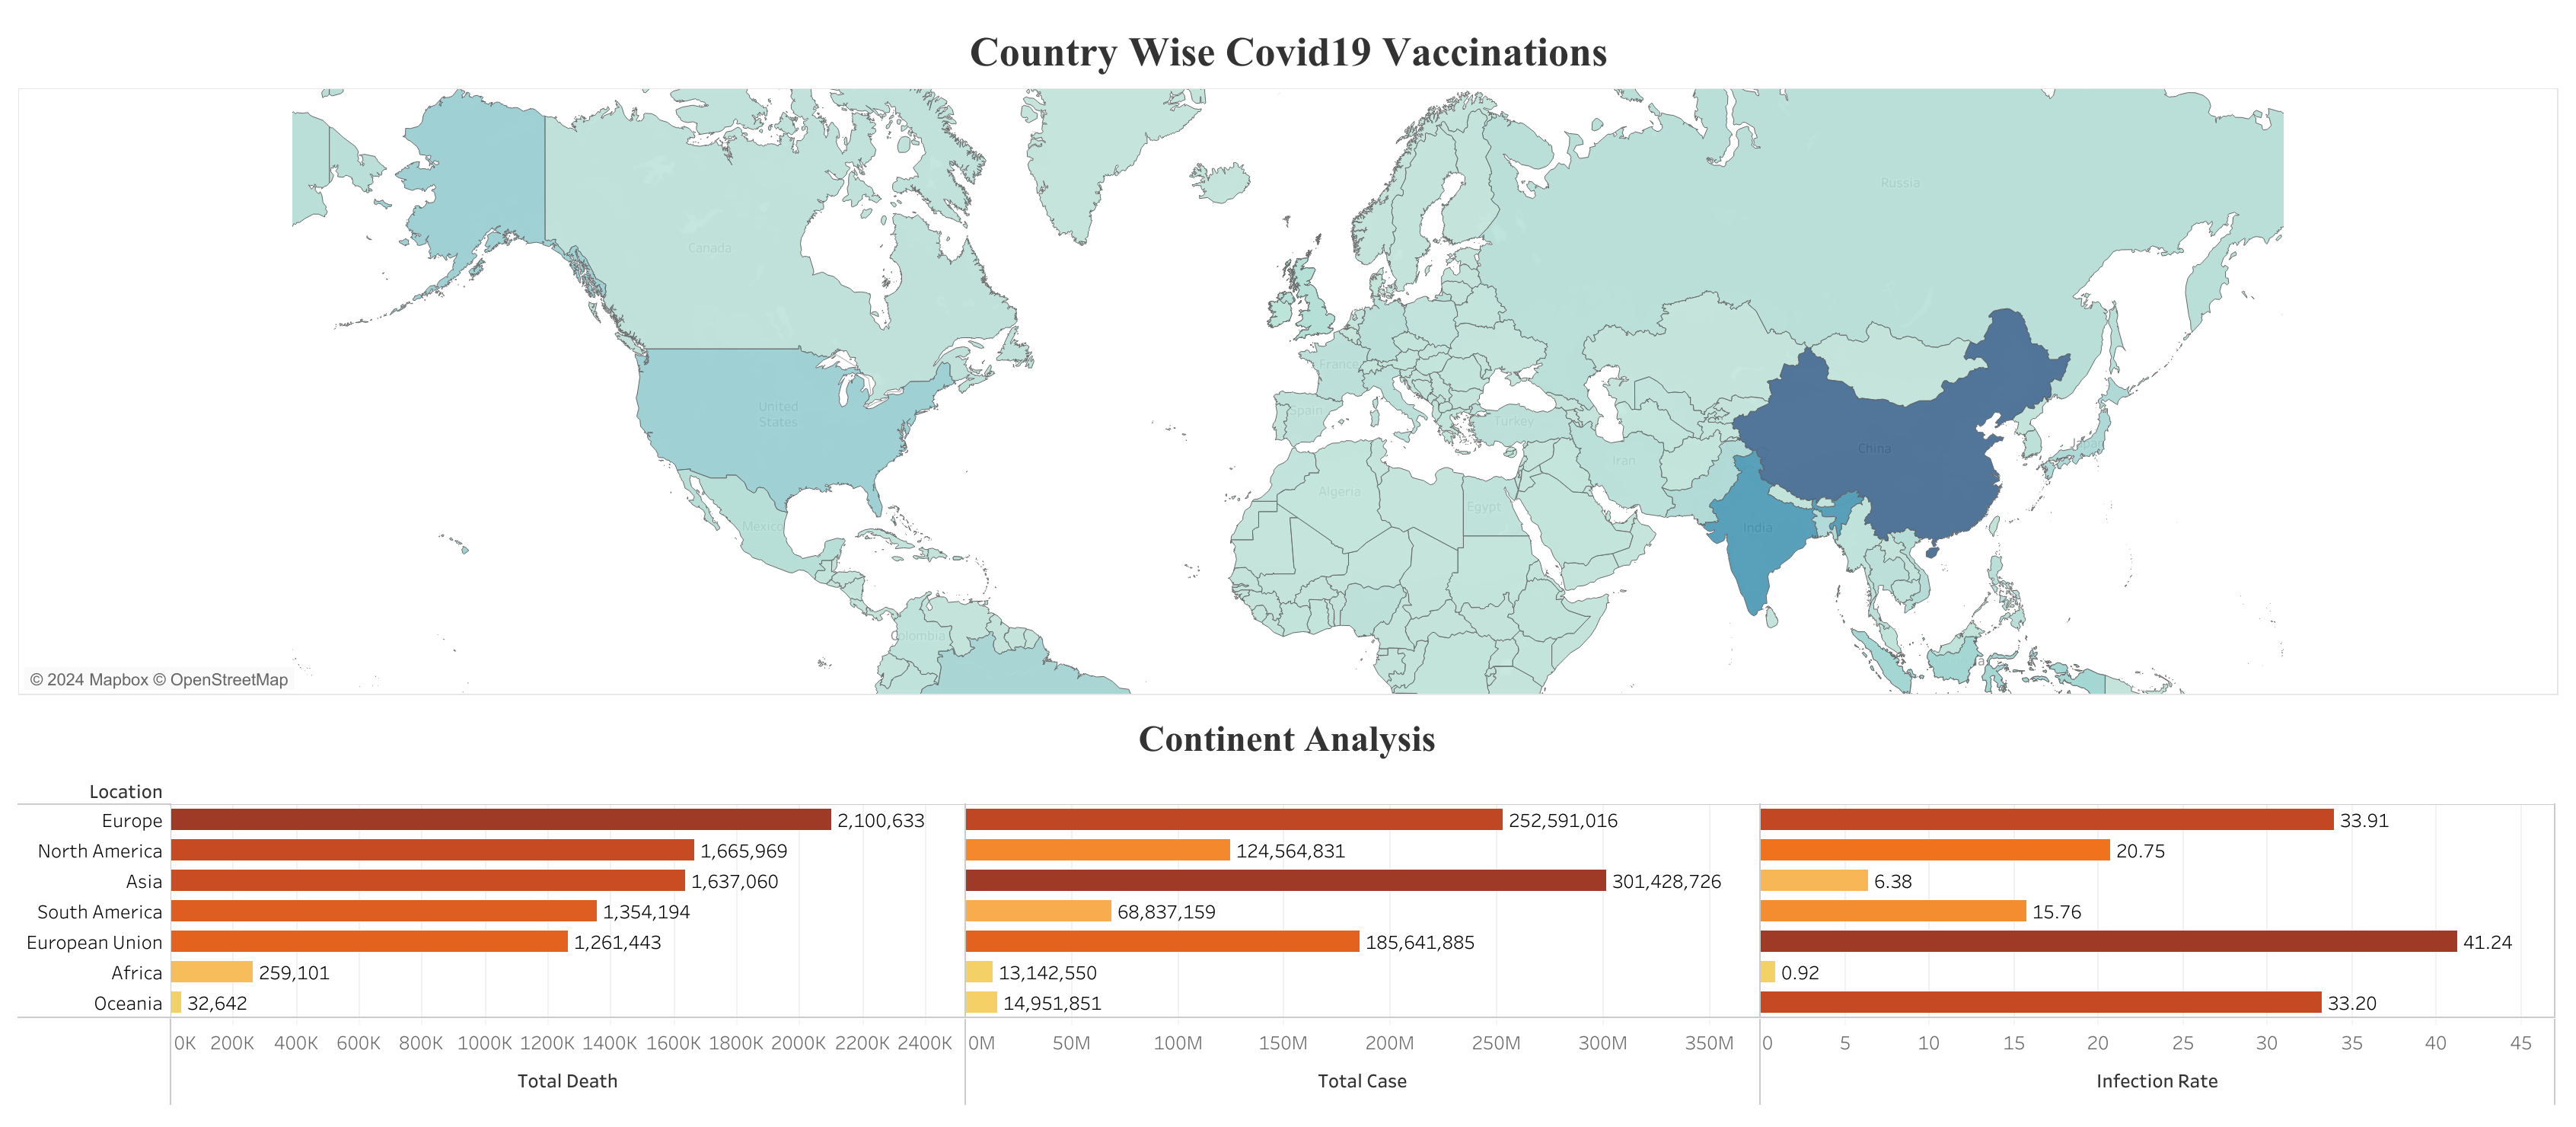 Country Wise Covid19 Vaccinations
Russia
Canada
France
United
States
Spain
Turkey
China
Iran
Algeria
Egypt
Mexico
India
Colombia
© 2024 Mapbox © OpenStreetMap
Continent Analysis
Location
Europe 2,100,633 252,591,016 33.91
North America 1,665,969 124,564,831 20.75
Asia 1,637,060 301,428,726 6.38
South America 1,354,194 68,837,159 15.76
European Union 1,261,443 185,641,885 41.24
Africa 259,101 13,142,550 0.92
Oceania 32,642 14,951,851 33.20
0K 200K 400K 600K 800K 1000K 1200K 1400K 1600K 1800K 2000K 2200K 2400K 0M 50M 100M 150M 200M 250M 300M 350M 0 5 10 15 20 25 30 35 40 45
Total Death Total Case Infection Rate